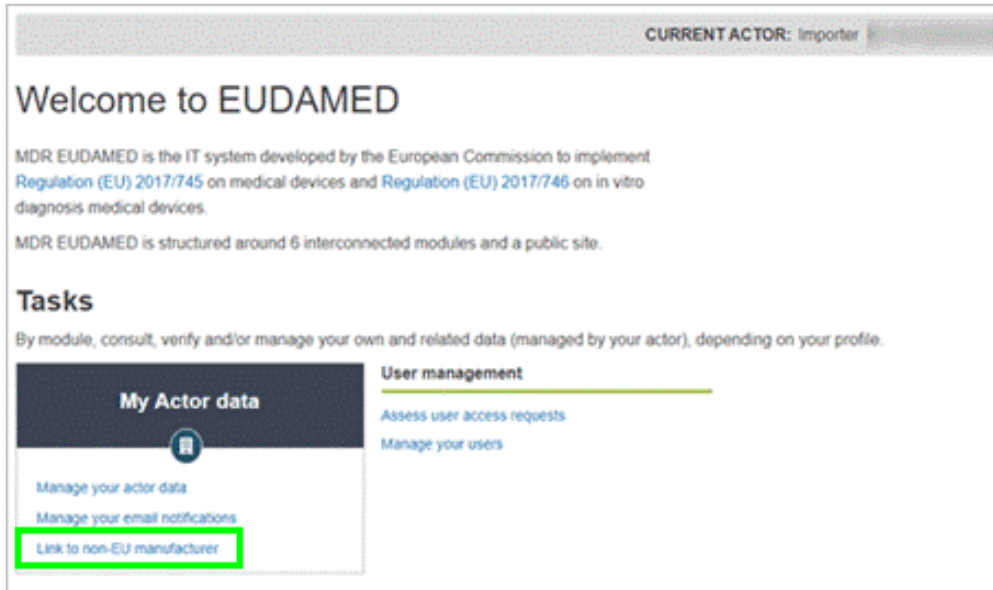 CURRENT ACTOR: Importer
Welcome to EUDAMED
MDR EUDAMED is the IT system developed by the European Commission to implement
Regulation (EU) 2017/745 on medical devices and Regulation (EU) 2017/746 on in vitro
diagnosis medical devices.
MDR EUDAMED is structured around 6 interconnected modules and a public site.
Tasks
By module, consult, verify and/or manage your own and related data (managed by your actor), depending on your profile.
My Actor data
Manage your actor data
Manage your email notifications
Link to non-EU manufacturer
User management
Assess user access requests
Manage your users